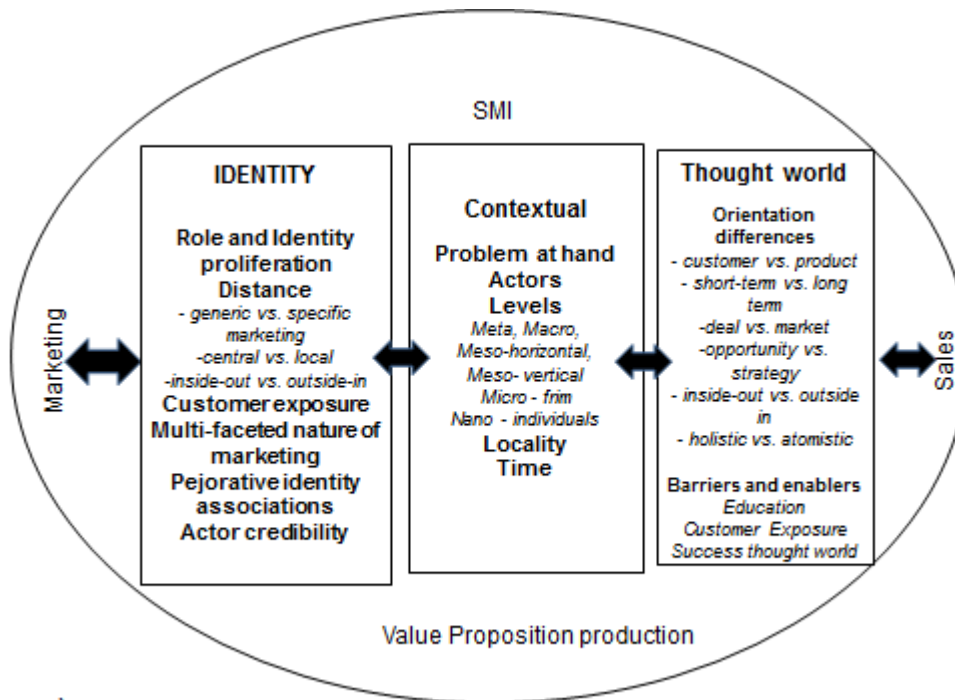 SMI
Marketing
IDENTITY
Role and Identity
proliferation
Distance
- generic vs. specific
marketing
-central vs. local
-inside-out vs. outside-in
Customer exposure
Multi-faceted nature of
marketing
Pejorative identity
associations
Actor credibility
Contextual
Problem at hand
Actors
Levels
Meta, Macro,
Meso-horizontal,
Meso- vertical
Micro - frim
Nano - individuals
Locality
Time
Thought world
Orientation
differences
- customer vs. product
- short-term vs. long
term
-deal vs. market
-opportunity vs.
strategy
- inside-out vs. outside
in
- holistic vs. atomistic
Barriers and enablers
Education
Customer Exposure
Success thought world
Sales
Value Proposition production